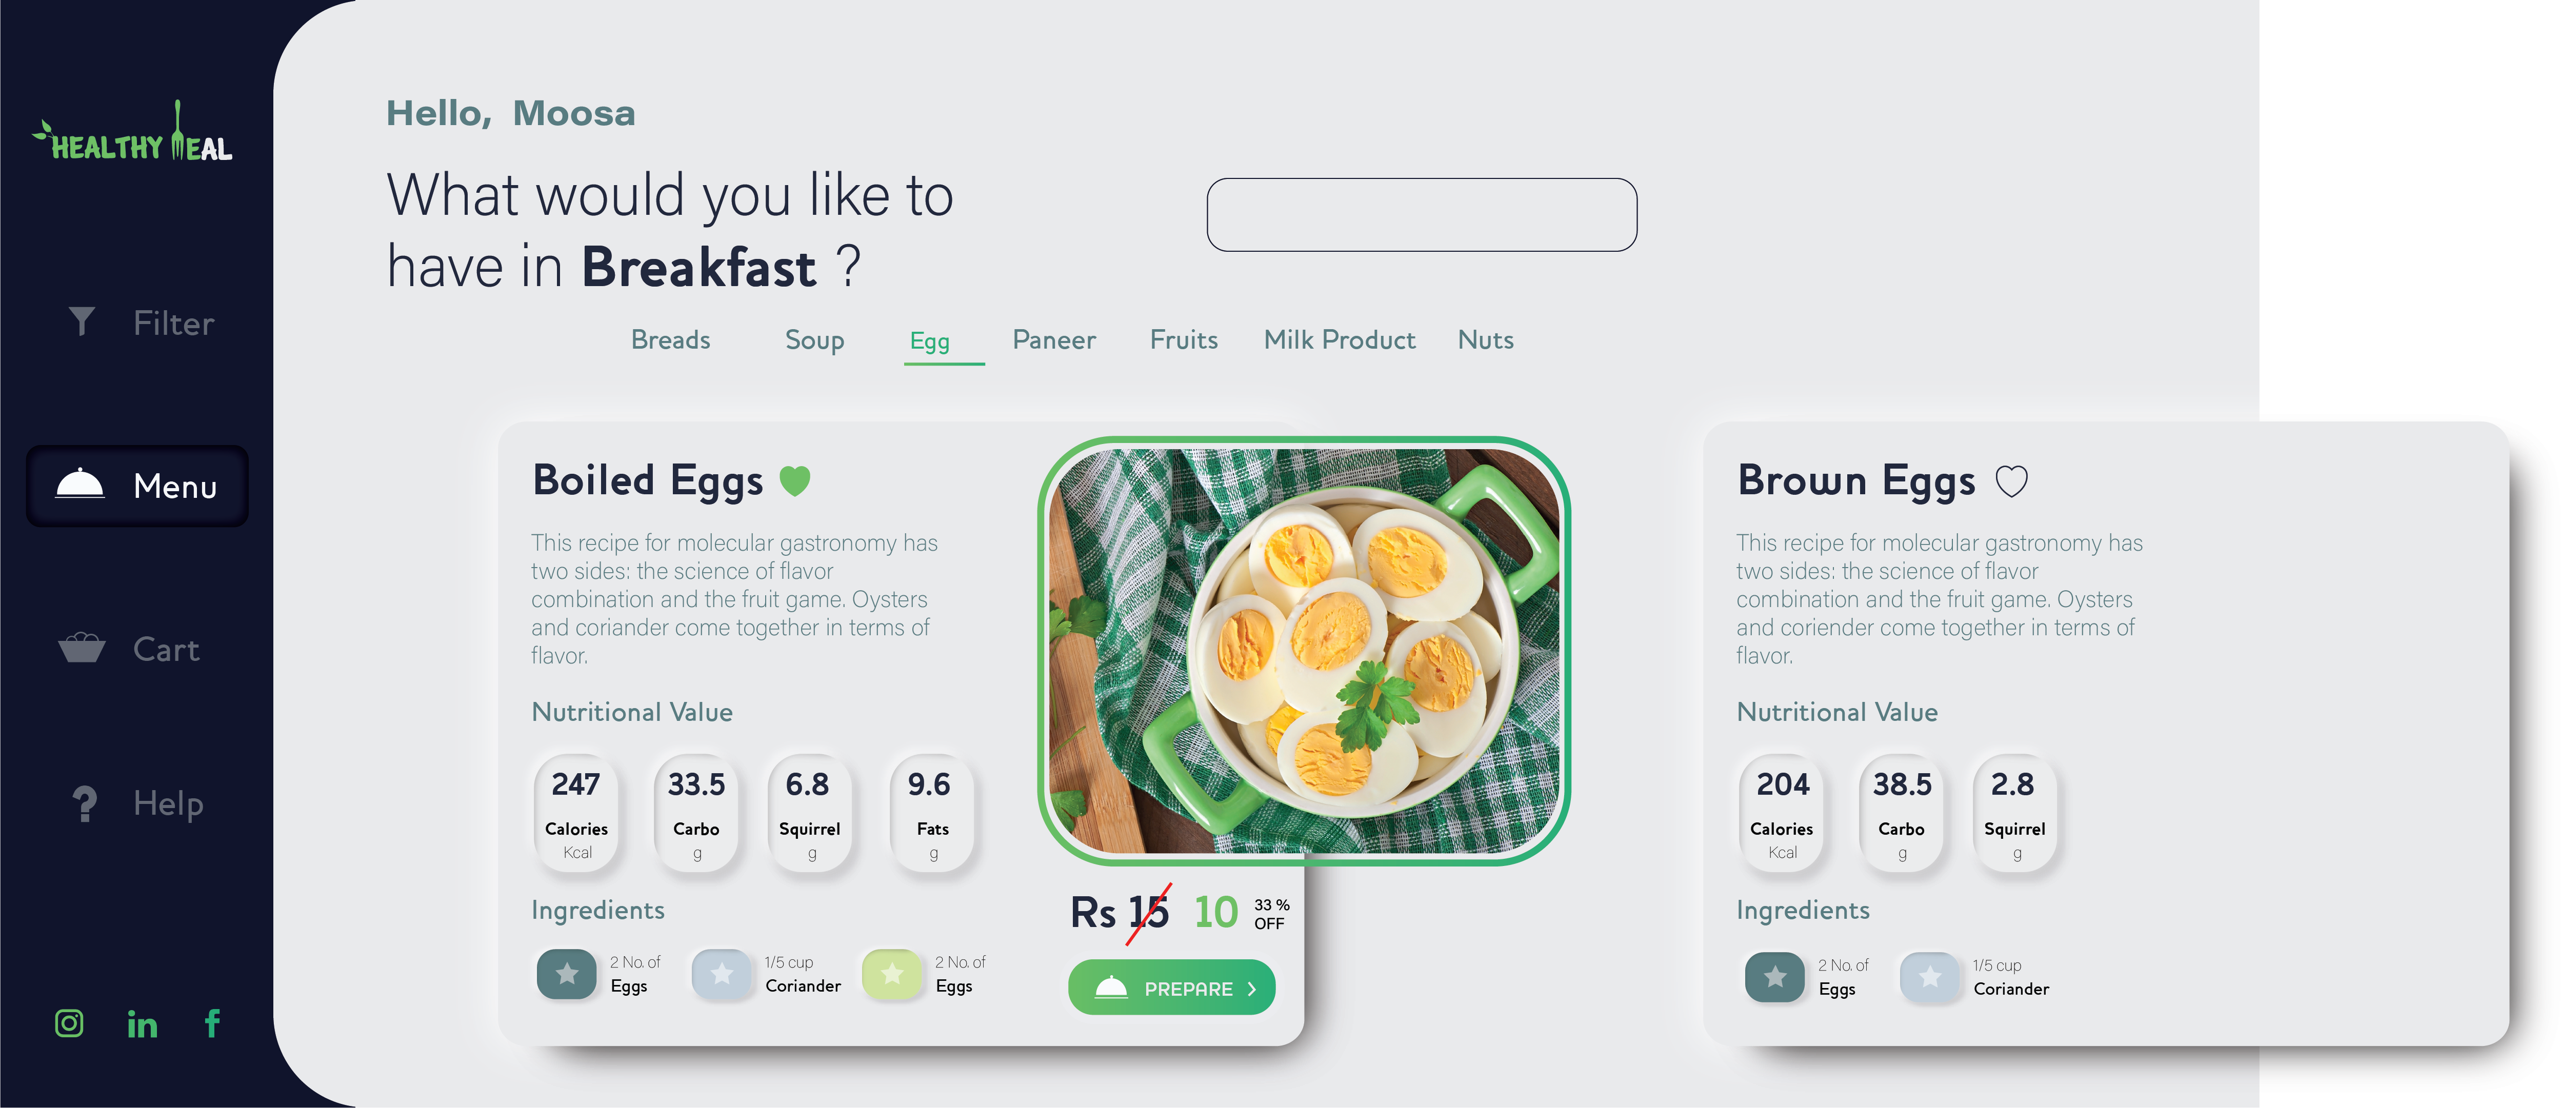 HEALTHY MEAL
Filter
Menu
Cart
Help
Hello, Moosa
What would you like to
have in Breakfast ?
Breads Soup Egg Paneer Fruits Milk Product Nuts
Boiled Eggs
This recipe for molecular gastronomy has
two sides: the science of flavor
combination and the fruit game. Oysters
and coriander come together in terms of
flavor.
Nutritional Value
247 33.5 6.8 9.6
Calories Carbo Squirrel Fats
Kcal g g g
Ingredients
2 No. of
Eggs
1/5 cup
Coriander
2 No. of
Eggs
Rs 15 10 33 %
OFF
PREPARE
Brown Eggs
This recipe for molecular gastronomy has
two sides: the science of flavor
combination and the fruit game. Oysters
and coriender come together in terms of
flavor.
Nutritional Value
204 38.5 2.8
Calories Carbo Squirrel
Kcal g g
Ingredients
2 No. of
Eggs
1/5 cup
Coriander